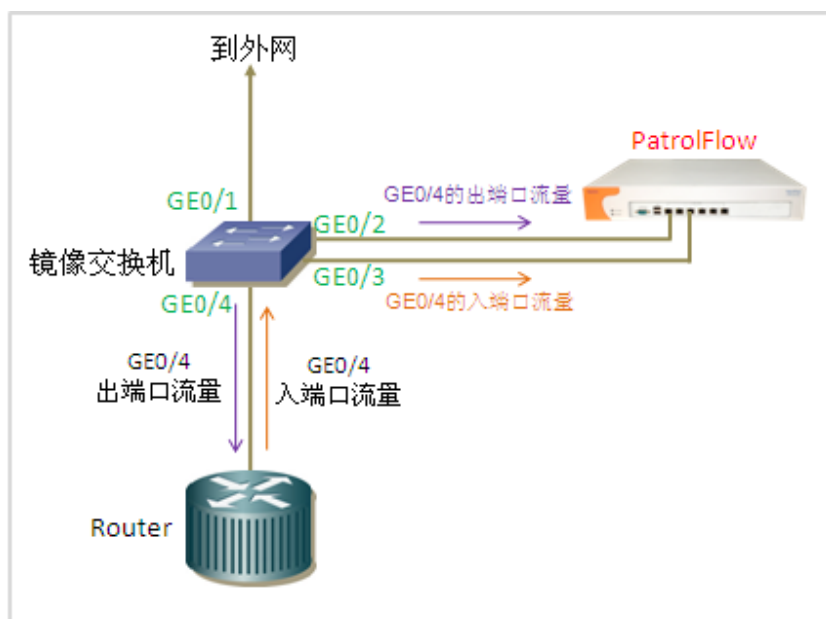 到外网
PatrolFlow
GE0/1
GE0/4的出端口流量
GE0/2
镜像交换机
GE0/3
GE0/4的入端口流量
GE0/4
GE0/4
出端口流量
GE0/4
入端口流量
Router